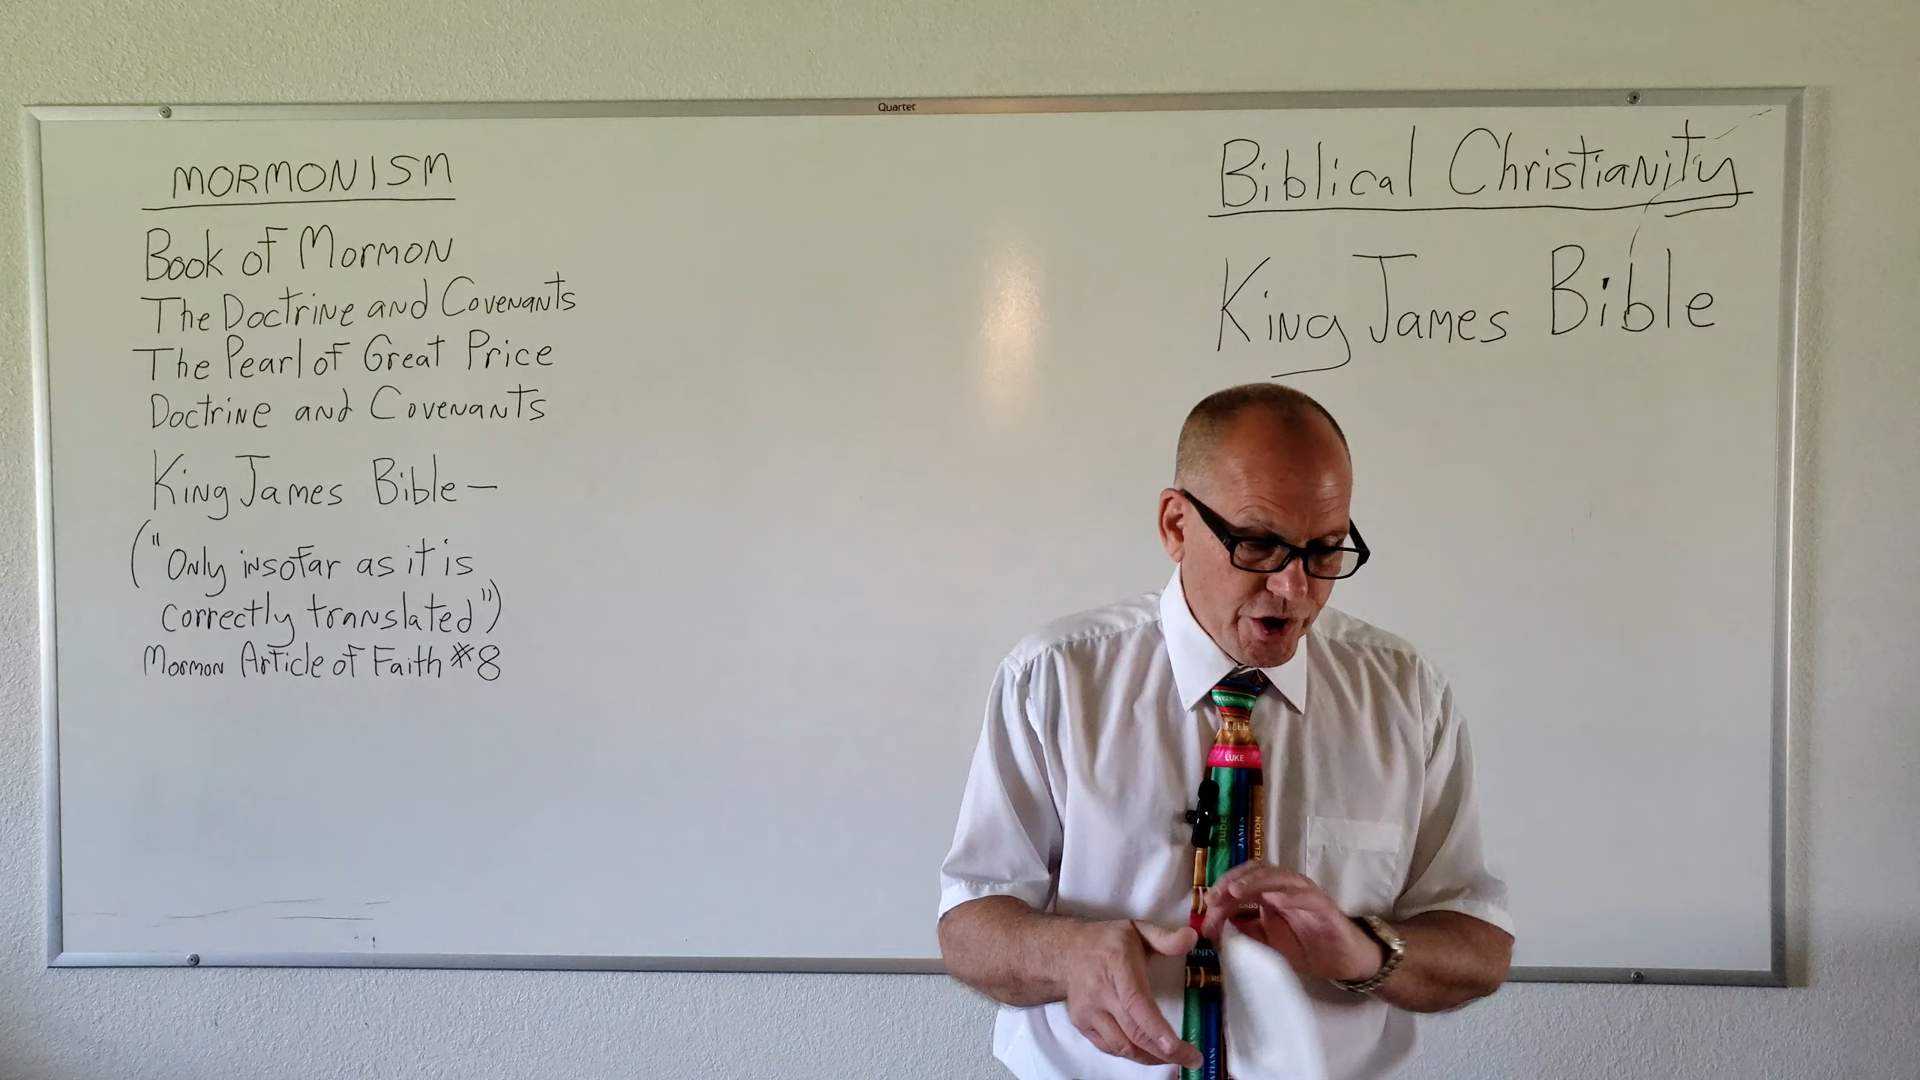 Quartet
MORMONISM
Book of Mormon
The Doctrine and Covenants
The Pearl of Great Price
Doctrine and Covenants
King James Bible —
("Only insofar as it is
correctly translated")
Mormon Article of Faith #8
Biblical Christianity
King James Bible
LUKE
JUDE
JAMES
JOHN